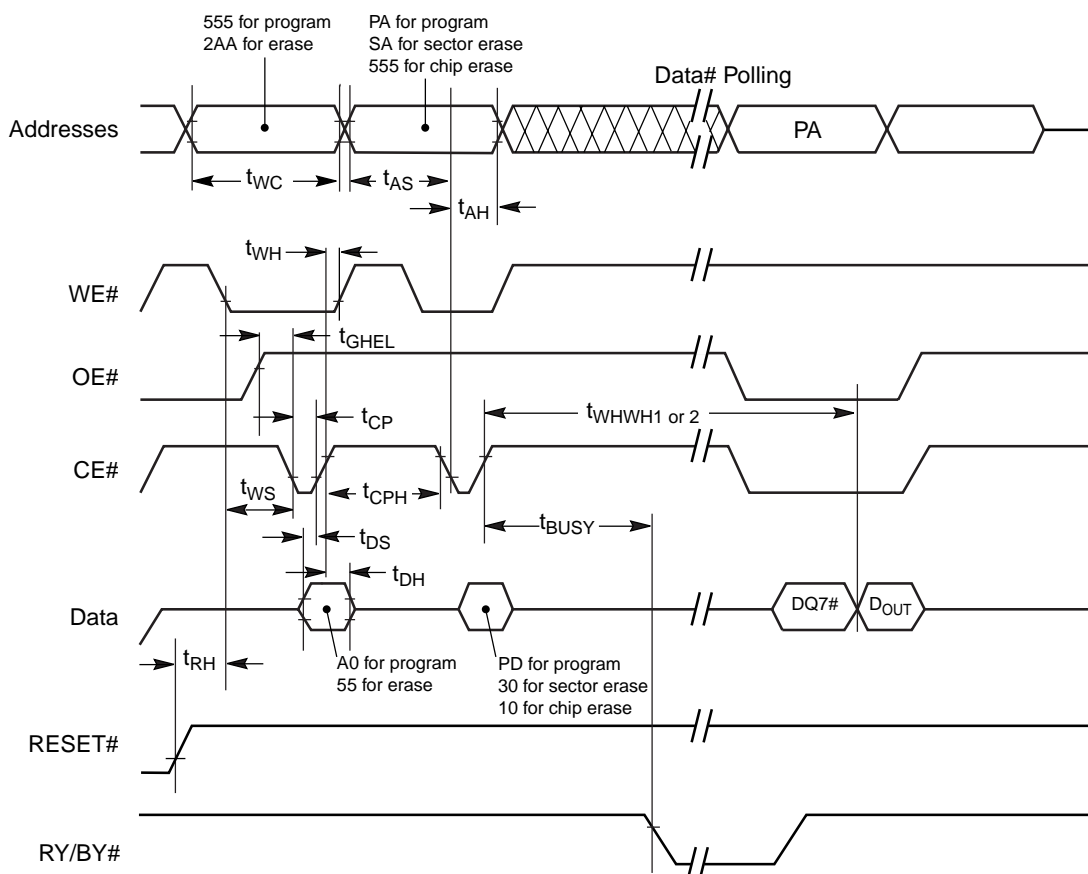 555 for program
2AA for erase
PA for program
SA for sector erase
555 for chip erase
Data# Polling
Addresses
PA
tWC
tAS
tAH
tWH
WE#
tGHEL
OE#
tWHWH1 or 2
tCP
CE#
tWS
tCPH
tBUSY
tDS
tDH
Data
DQ7#
DOUT
tRH
A0 for program
55 for erase
PD for program
30 for sector erase
10 for chip erase
RESET#
RY/BY#